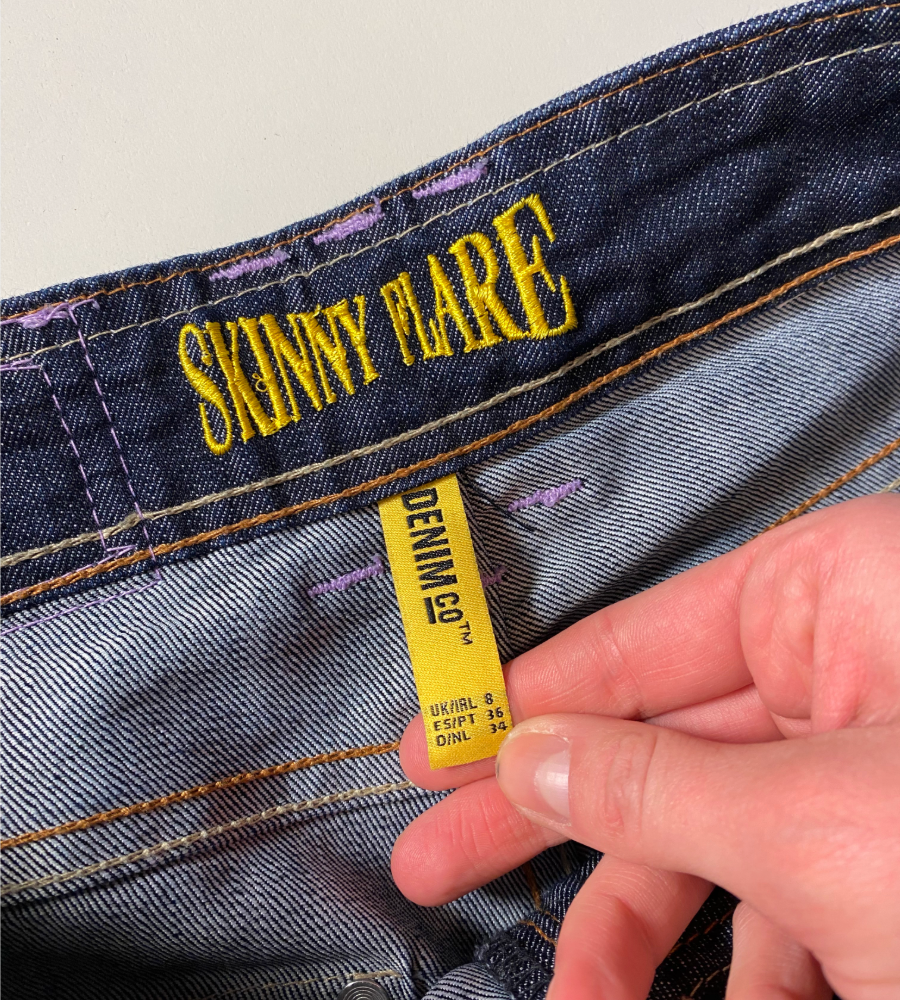 SKINNY FLARE
DENIM CO™
UK/IRL 8
ES/PT 36
D/NL 34